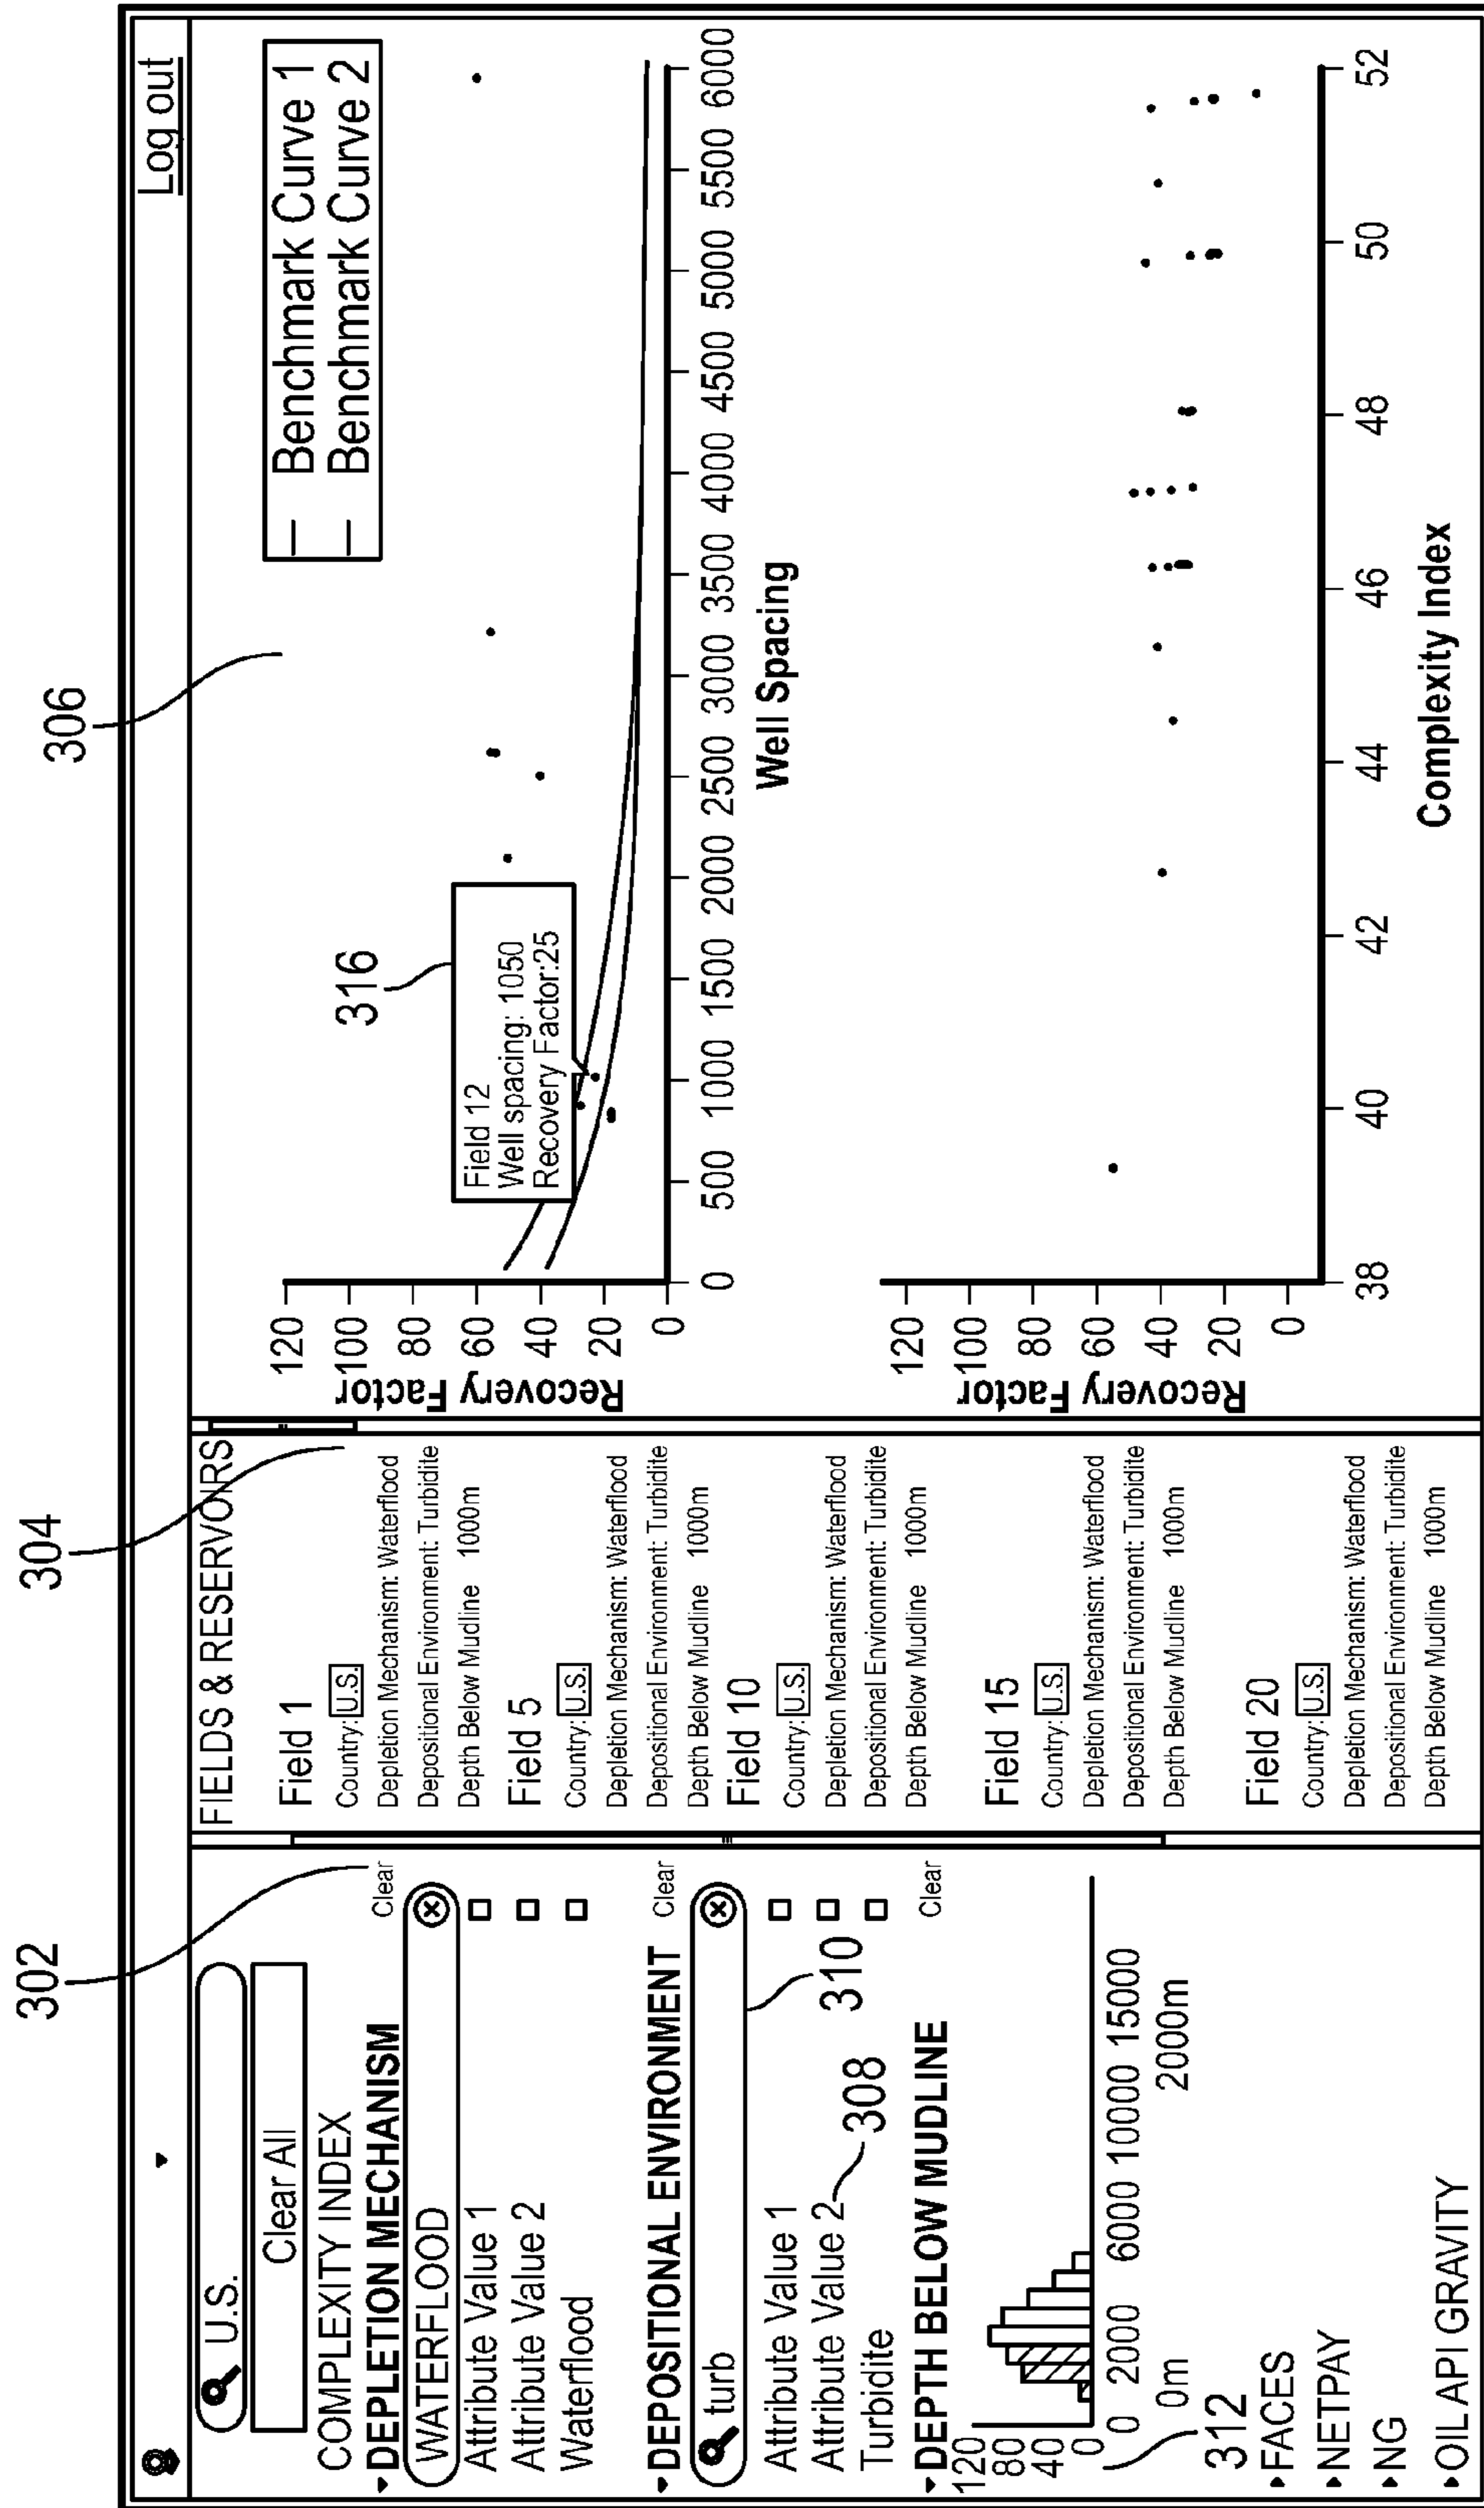 302
304
306
Log out
U.S.
Clear All
COMPLEXITY INDEX
DEPLETION MECHANISM
Clear
WATERFLOOD
Attribute Value 1
Attribute Value 2
Waterflood
DEPOSITIONAL ENVIRONMENT
Clear
turb
310
Attribute Value 1
Attribute Value 2
308
Turbidite
DEPTH BELOW MUDLINE
Clear
120
80
40
0
0 2000 6000 10000 15000
0m 2000m
312
FACES
NETPAY
NG
OIL API GRAVITY
FIELDS & RESERVOIRS
Field 1
Country: U.S.
Depletion Mechanism: Waterflood
Depositional Environment: Turbidite
Depth Below Mudline 1000m
Field 5
Country: U.S.
Depletion Mechanism: Waterflood
Depositional Environment: Turbidite
Depth Below Mudline 1000m
Field 10
Country: U.S.
Depletion Mechanism: Waterflood
Depositional Environment: Turbidite
Depth Below Mudline 1000m
Field 15
Country: U.S.
Depletion Mechanism: Waterflood
Depositional Environment: Turbidite
Depth Below Mudline 1000m
Field 20
Country: U.S.
Depletion Mechanism: Waterflood
Depositional Environment: Turbidite
Depth Below Mudline 1000m
Benchmark Curve 1
Benchmark Curve 2
Recovery Factor
120
100
80
60
40
20
0
316
Field 12
Well spacing: 1050
Recovery Factor:25
0 500 1000 1500 2000 2500 3000 3500 4000 4500 5000 5500 6000
Well Spacing
Recovery Factor
120
100
80
60
40
20
0
38 40 42 44 46 48 50 52
Complexity Index